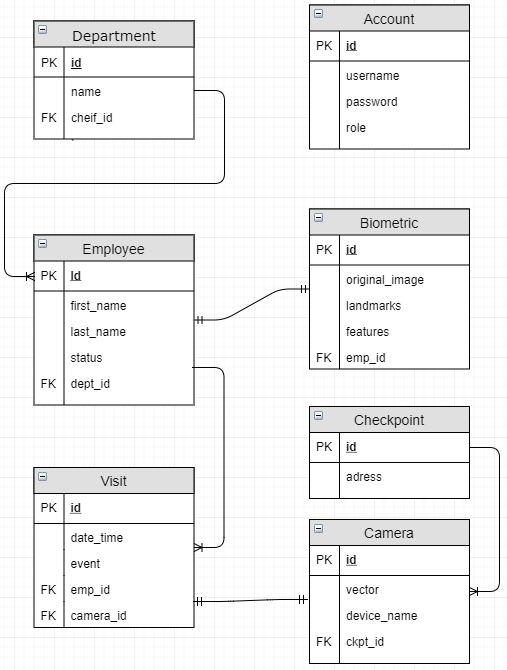 Department
PK id
name
FK cheif_id
Account
PK id
username
password
role
Employee
PK Id
first_name
last_name
status
FK dept_id
Biometric
PK id
original_image
landmarks
features
FK emp_id
Checkpoint
PK id
adress
Visit
PK id
date_time
event
FK emp_id
FK camera_id
Camera
PK id
vector
device_name
FK ckpt_id